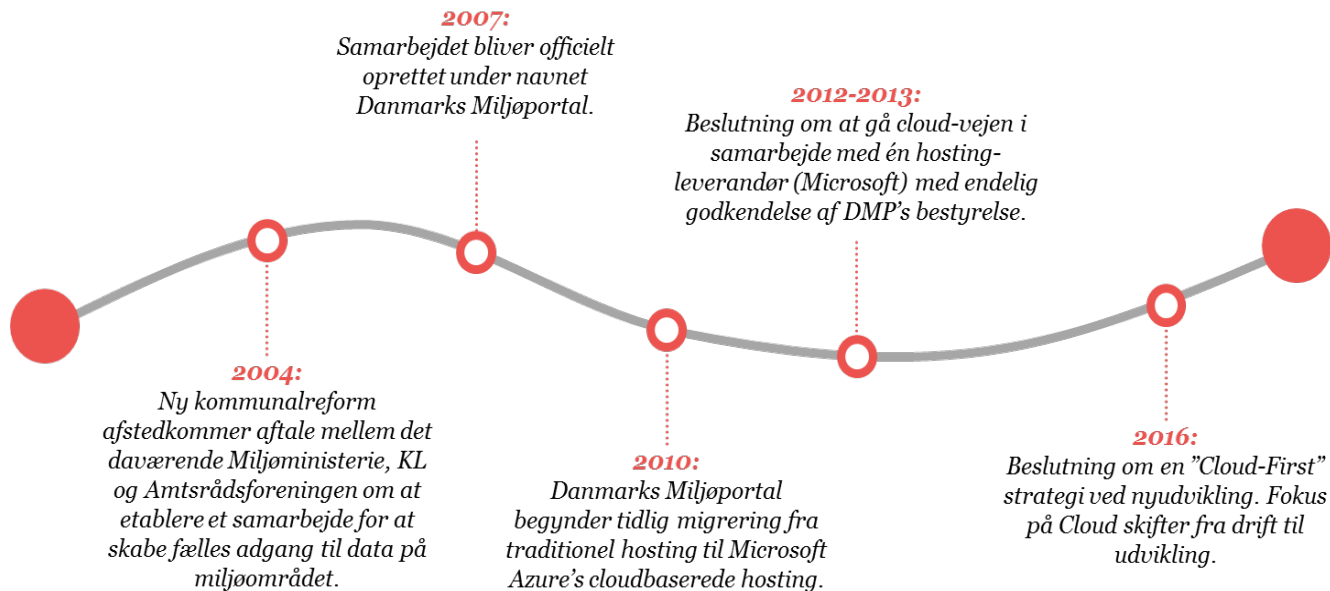 2007:
Samarbejdet bliver officielt
oprettet under navnet
Danmarks Miljøportal.
2012-2013:
Beslutning om at gå cloud-vejen i
samarbejde med én hosting-
leverandør (Microsoft) med endelig
godkendelse af DMP's bestyrelse.
2004:
Ny kommunalreform
afstedkommer aftale mellem det
daværende Miljøministerie, KL
og Amtsrådsforeningen om at
etablere et samarbejde for at
skabe fælles adgang til data på
miljøområdet.
2010:
Danmarks Miljøportal
begynder tidlig migrering fra
traditionel hosting til Microsoft
Azure's cloudbaserede hosting.
2016:
Beslutning om en ”Cloud-First”
strategi ved nyudvikling. Fokus
på Cloud skifter fra drift til
udvikling.